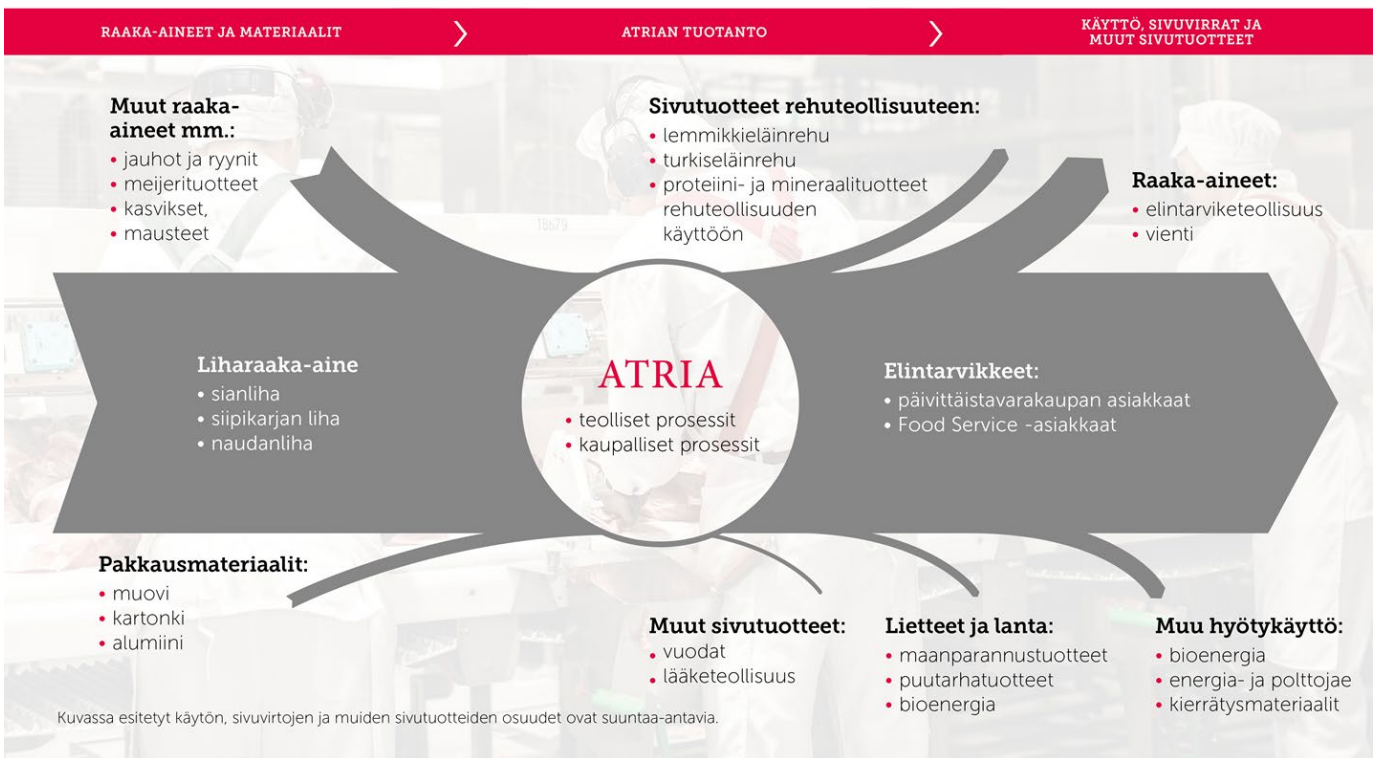 RAAKA-AINEET JA MATERIAALIT
ATRIAN TUOTANTO
KÄYTTÖ, SIVUVIRRAT JA
MUUT SIVUTUOTTEET
Muut raaka-
aineet mm.:
• jauhot ja ryynit
• meijerituotteet
• kasvikset,
• mausteet
Sivutuotteet rehuteollisuuteen:
• lemmikkieläinrehu
• turkiseläinrehu
• proteiini- ja mineraalituotteet
rehuteollisuuden
käyttöön
Raaka-aineet:
• elintarviketeollisuus
• vienti
18679
Liharaaka-aine
• sianliha
• siipikarjan liha
• naudanliha
ATRIA
• teolliset prosessit
• kaupalliset prosessit
Elintarvikkeet:
• päivittäistavarakaupan asiakkaat
• Food Service -asiakkaat
Pakkausmateriaalit:
• muovi
• kartonki
• alumiini
Muut sivutuotteet:
• vuodat
• lääketeollisuus
Lietteet ja lanta:
• maanparannustuotteet
• puutarhatuotteet
• bioenergia
Muu hyötykäyttö:
• bioenergia
• energia- ja polttojae
• kierrätysmateriaalit
Kuvassa esitetyt käytön, sivuvirtojen ja muiden sivutuotteiden osuudet ovat suuntaa-antavia.